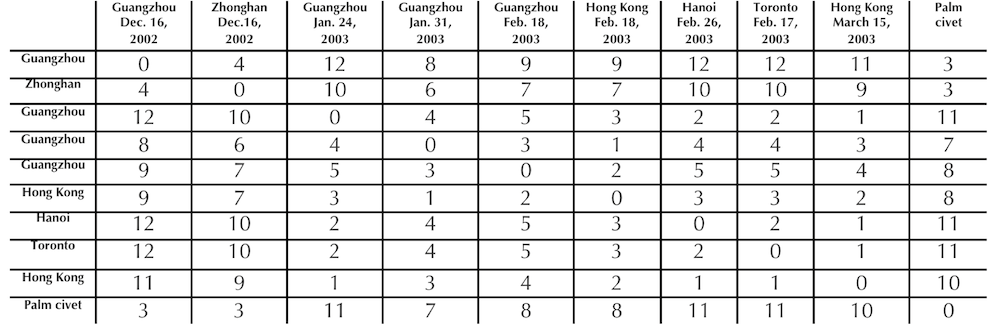 Guangzhou Dec. 16, 2002 Zhonghan Dec.16, 2002 Guangzhou Jan. 24, 2003 Guangzhou Jan. 31, 2003 Guangzhou Feb. 18, 2003 Hong Kong Feb. 18, 2003 Hanoi Feb. 26, 2003 Toronto Feb. 17, 2003 Hong Kong March 15, 2003 Palm civet
Guangzhou 0 4 12 8 9 9 12 12 11 3
Zhonghan 4 0 10 6 7 7 10 10 9 3
Guangzhou 12 10 0 4 5 3 2 2 1 11
Guangzhou 8 6 4 0 3 1 4 4 3 7
Guangzhou 9 7 5 3 0 2 5 5 4 8
Hong Kong 9 7 3 1 2 0 3 3 2 8
Hanoi 12 10 2 4 5 3 0 2 1 11
Toronto 12 10 2 4 5 3 2 0 1 11
Hong Kong 11 9 1 3 4 2 1 1 0 10
Palm civet 3 3 11 7 8 8 11 11 10 0